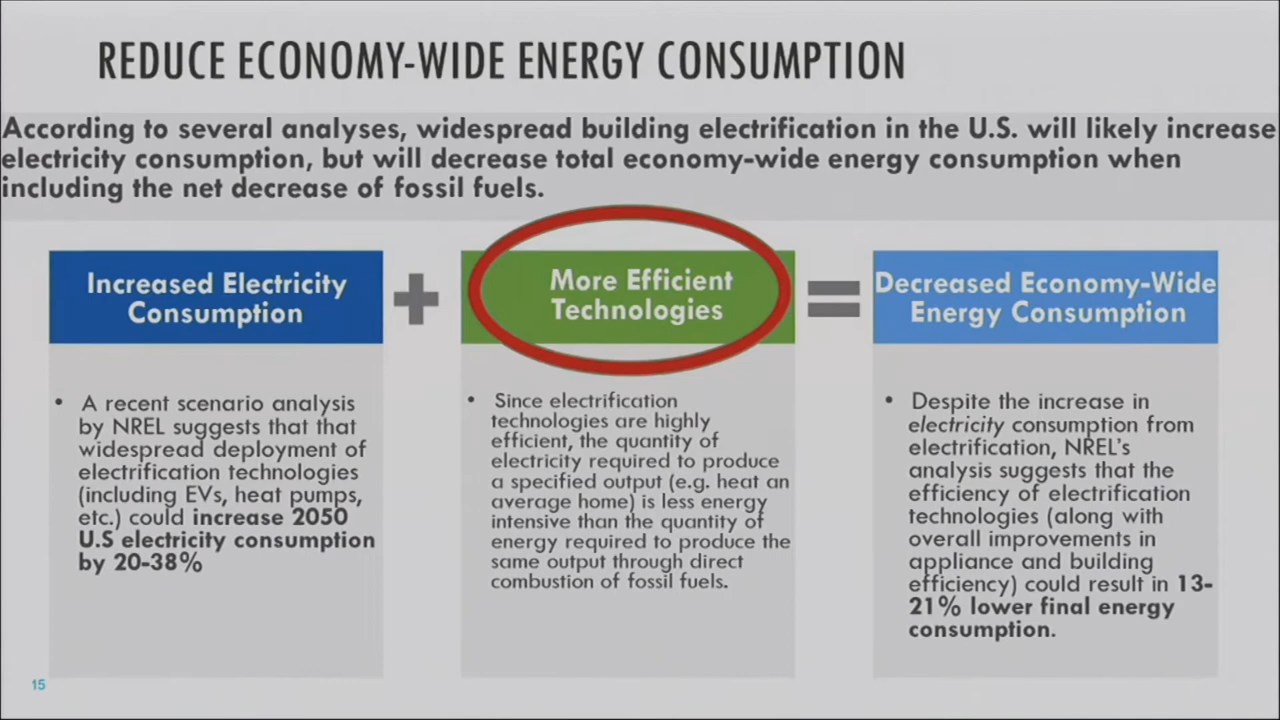 REDUCE ECONOMY-WIDE ENERGY CONSUMPTION
According to several analyses, widespread building electrification in the U.S. will likely increase
electricity consumption, but will decrease total economy-wide energy consumption when
including the net decrease of fossil fuels.
Increased Electricity
Consumption
+
More Efficient
Technologies
=
Decreased Economy-Wide
Energy Consumption
• A recent scenario analysis
by NREL suggests that that
widespread deployment of
electrification technologies
(including EVs, heat pumps,
etc.) could increase 2050
U.S electricity consumption
by 20-38%
• Since electrification
technologies are highly
efficient, the quantity of
electricity required to produce
a specified output (e.g. heat an
average home) is less energy
intensive than the quantity of
energy required to produce the
same output through direct
combustion of fossil fuels.
• Despite the increase in
electricity consumption from
electrification, NREL's
analysis suggests that the
efficiency of electrification
technologies (along with
overall improvements in
appliance and building
efficiency) could result in 13-
21% lower final energy
consumption.
15